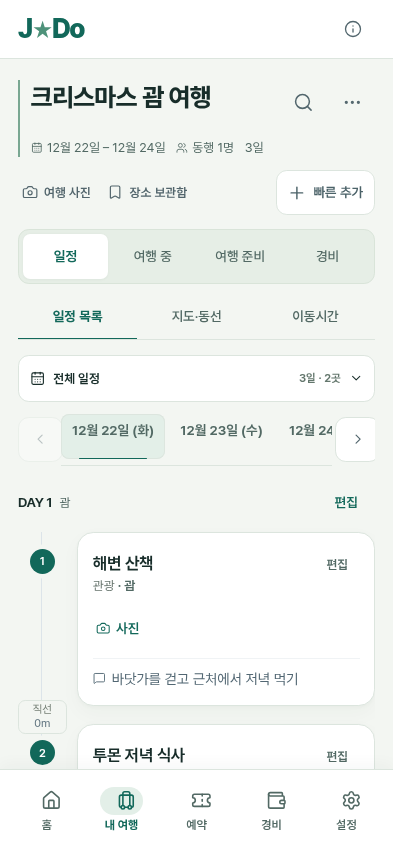 J★Do
크리스마스 괌 여행
12월 22일 – 12월 24일 동행 1명 3일
여행 사진 장소 보관함 빠른 추가
일정 여행 중 여행 준비 경비
일정 목록 지도·동선 이동시간
전체 일정 3일 · 2곳
12월 22일 (화) 12월 23일 (수) 12월 24
DAY 1 괌 편집
1
해변 산책 편집
관광 · 괌
사진
바닷가를 걷고 근처에서 저녁 먹기
직선
0m
2
투몬 저녁 식사 편집
홈 내 여행 예약 경비 설정